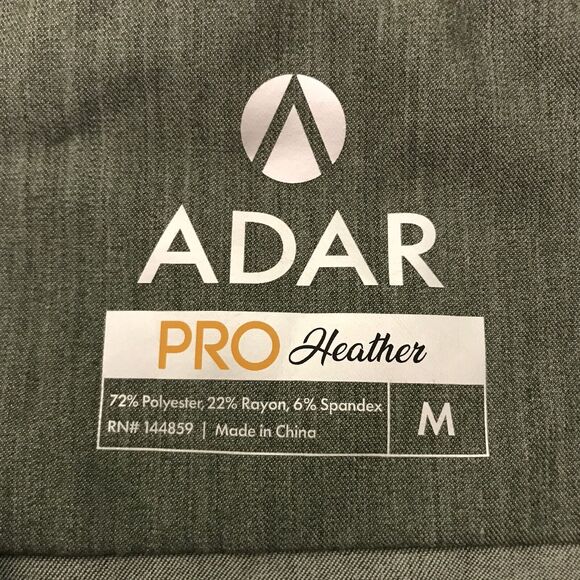 ADAR
PRO Heather
72% Polyester, 22% Rayon, 6% Spandex
RN# 144859 | Made in China
M